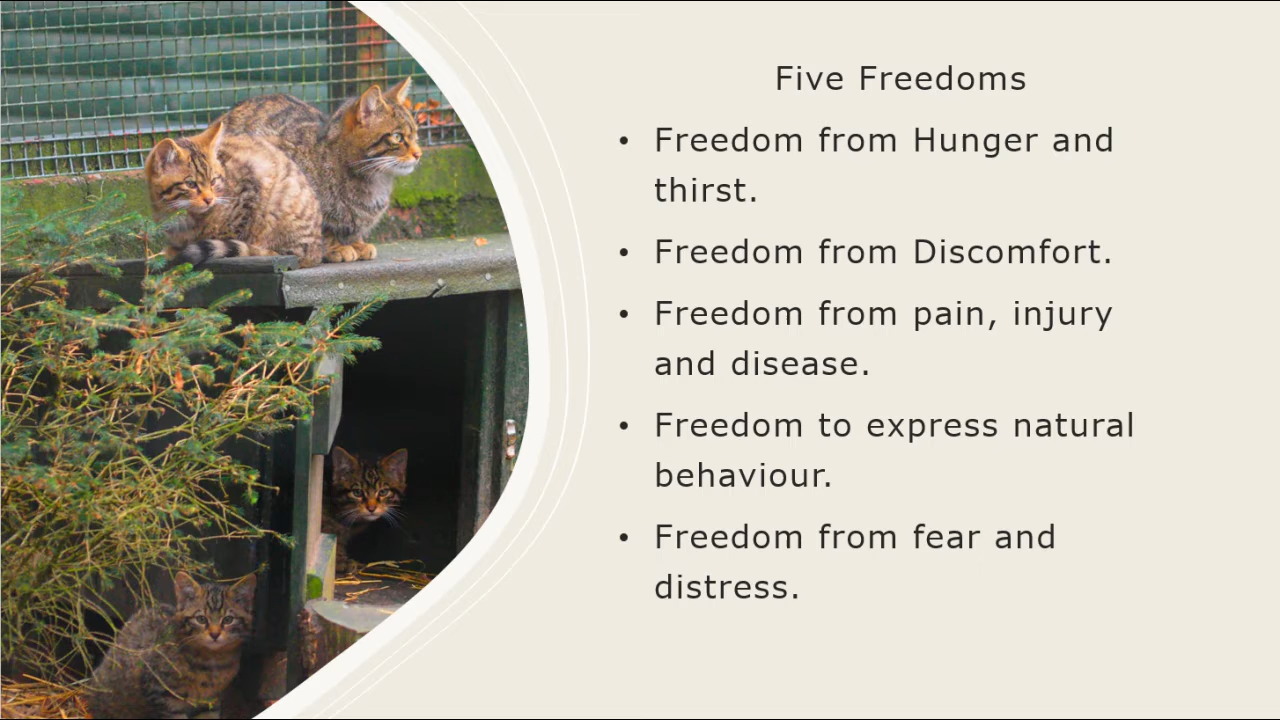 Five Freedoms
• Freedom from Hunger and
thirst.
• Freedom from Discomfort.
• Freedom from pain, injury
and disease.
• Freedom to express natural
behaviour.
• Freedom from fear and
distress.